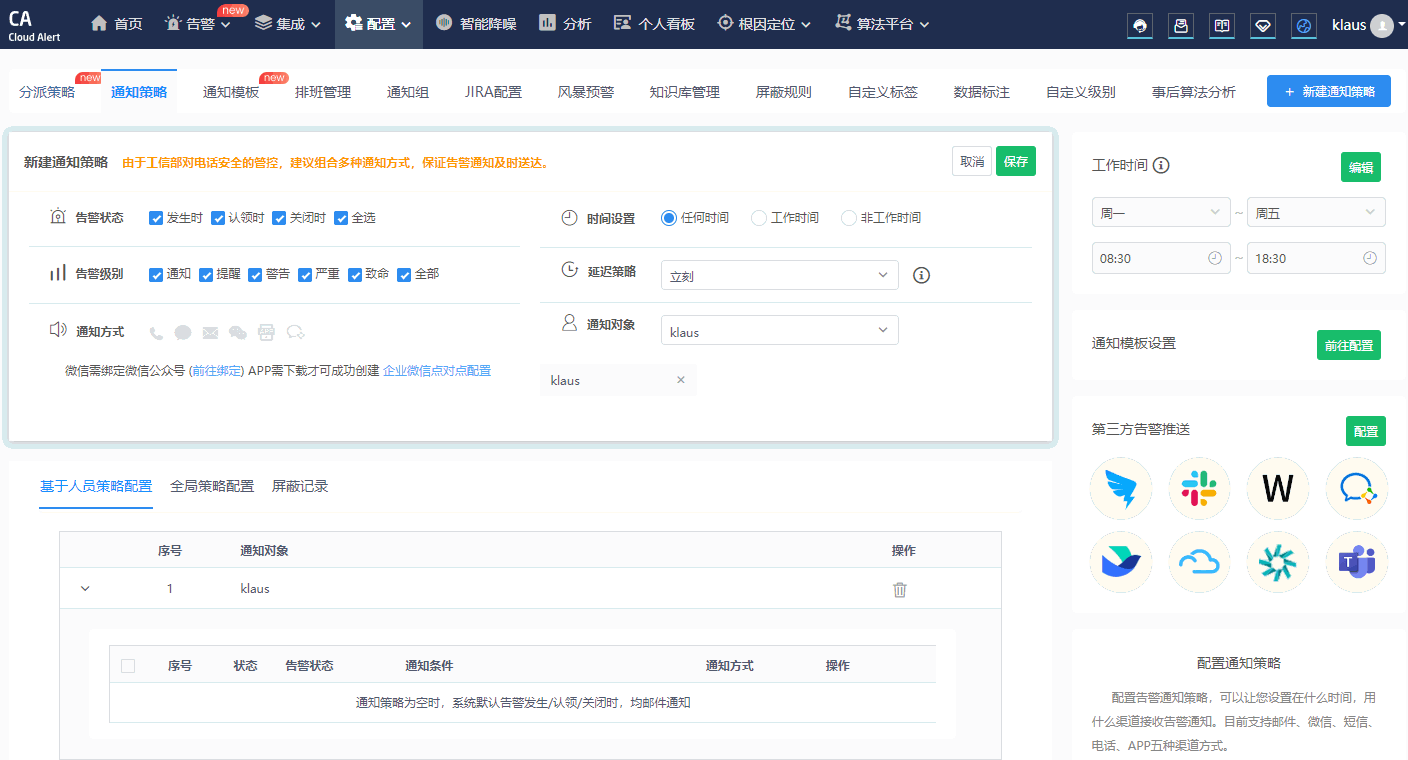 CA
Cloud Alert
首页
告警
new
集成
配置
智能降噪
分析
个人看板
根因定位
算法平台
klaus
分派策略
new
通知策略
通知模板
new
排班管理
通知组
JIRA配置
风暴预警
知识库管理
屏蔽规则
自定义标签
数据标注
自定义级别
事后算法分析
+ 新建通知策略
新建通知策略 由于工信部对电话安全的管控，建议组合多种通知方式，保证告警通知及时送达。
取消
保存
告警状态 发生时 认领时 关闭时 全选
时间设置 任何时间 工作时间 非工作时间
告警级别 通知 提醒 警告 严重 致命 全部
延迟策略 立刻
通知方式
通知对象 klaus
微信需绑定微信公众号 (前往绑定) APP需下载才可成功创建 企业微信点对点配置
klaus ×
工作时间
编辑
周一 ~ 周五
08:30 ~ 18:30
通知模板设置
前往配置
第三方告警推送
配置
W
T
基于人员策略配置 全局策略配置 屏蔽记录
序号 通知对象 操作
1 klaus
序号 状态 告警状态 通知条件 通知方式 操作
通知策略为空时，系统默认告警发生/认领/关闭时，均邮件通知
配置通知策略
配置告警通知策略，可以让您设置在什么时间，用
什么渠道接收告警通知。目前支持邮件、微信、短信、
电话、APP五种渠道方式。